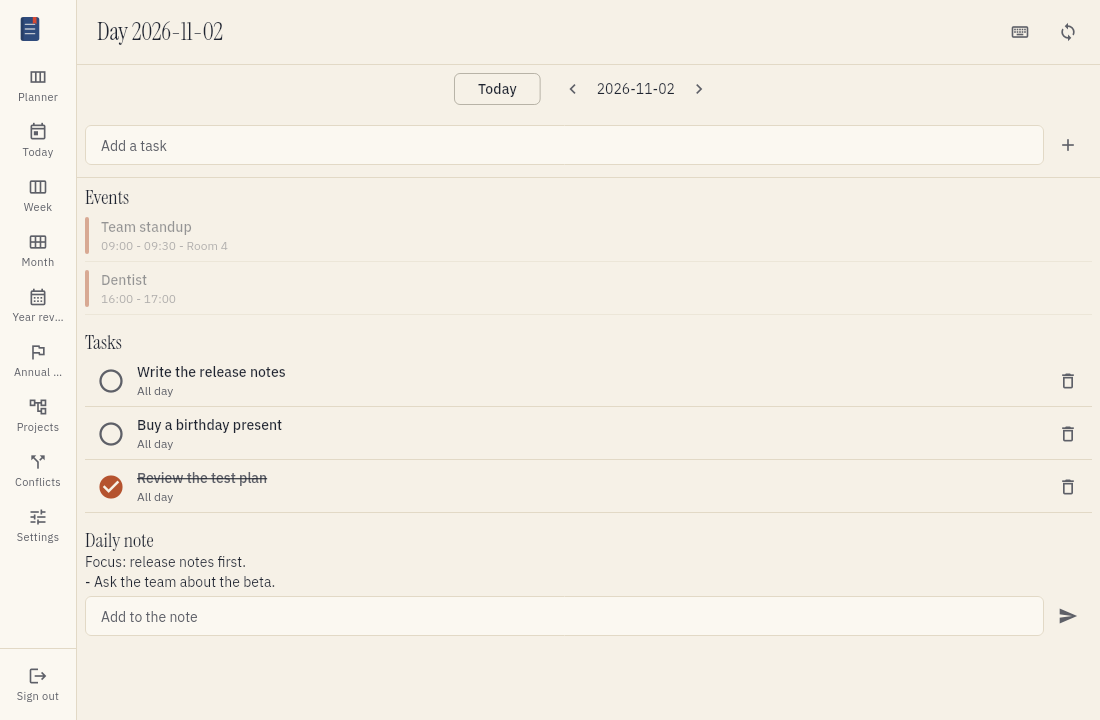 Day 2026-11-02
Planner
Today
Week
Month
Year rev...
Annual ...
Projects
Conflicts
Settings
Sign out
Today
2026-11-02
Add a task
Events
Team standup
09:00 - 09:30 - Room 4
Dentist
16:00 - 17:00
Tasks
Write the release notes
All day
Buy a birthday present
All day
Review the test plan
All day
Daily note
Focus: release notes first.
- Ask the team about the beta.
Add to the note